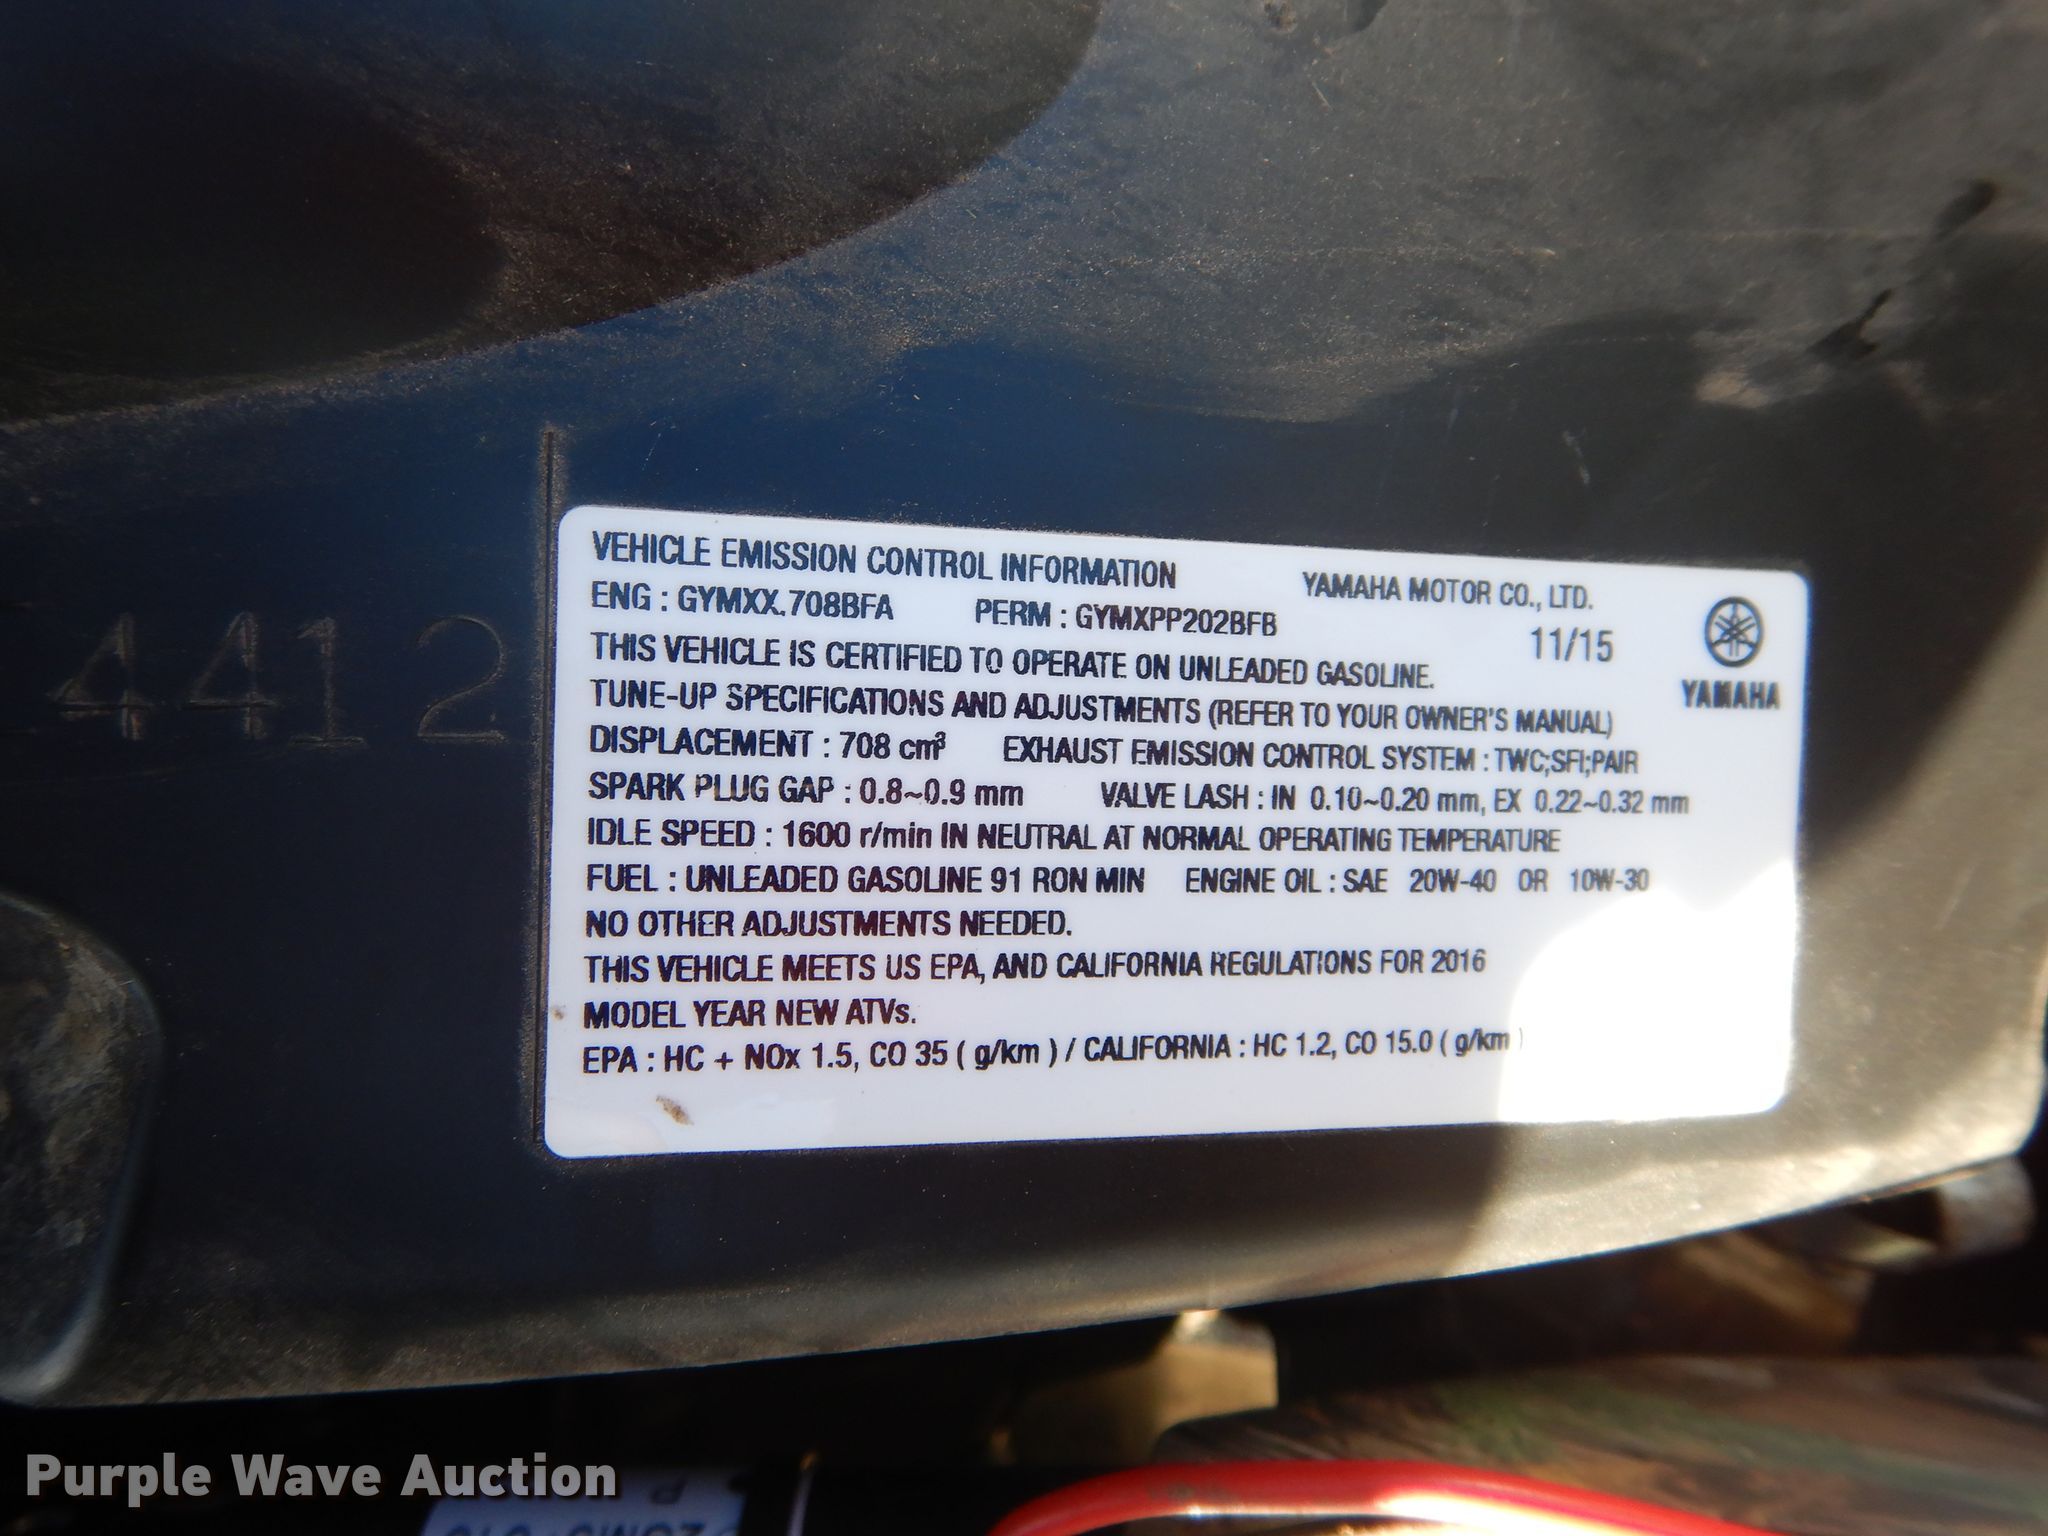 VEHICLE EMISSION CONTROL INFORMATION YAMAHA MOTOR CO., LTD.
ENG : GYMXX.708BFA PERM : GYMXPP202BFB 11/15
THIS VEHICLE IS CERTIFIED TO OPERATE ON UNLEADED GASOLINE.
YAMAHA
TUNE-UP SPECIFICATIONS AND ADJUSTMENTS (REFER TO YOUR OWNER'S MANUAL)
DISPLACEMENT : 708 cm³ EXHAUST EMISSION CONTROL SYSTEM : TWC;SFI;PAIR
SPARK PLUG GAP : 0.8~0.9 mm VALVE LASH : IN 0.10~0.20 mm, EX 0.22~0.32 mm
IDLE SPEED : 1600 r/min IN NEUTRAL AT NORMAL OPERATING TEMPERATURE
FUEL : UNLEADED GASOLINE 91 RON MIN ENGINE OIL : SAE 20W-40 OR 10W-30
NO OTHER ADJUSTMENTS NEEDED.
THIS VEHICLE MEETS US EPA, AND CALIFORNIA REGULATIONS FOR 2016
MODEL YEAR NEW ATVs.
EPA : HC + NOx 1.5, CO 35 ( g/km ) / CALIFORNIA : HC 1.2, CO 15.0 ( g/km )
4412
Purple Wave Auction